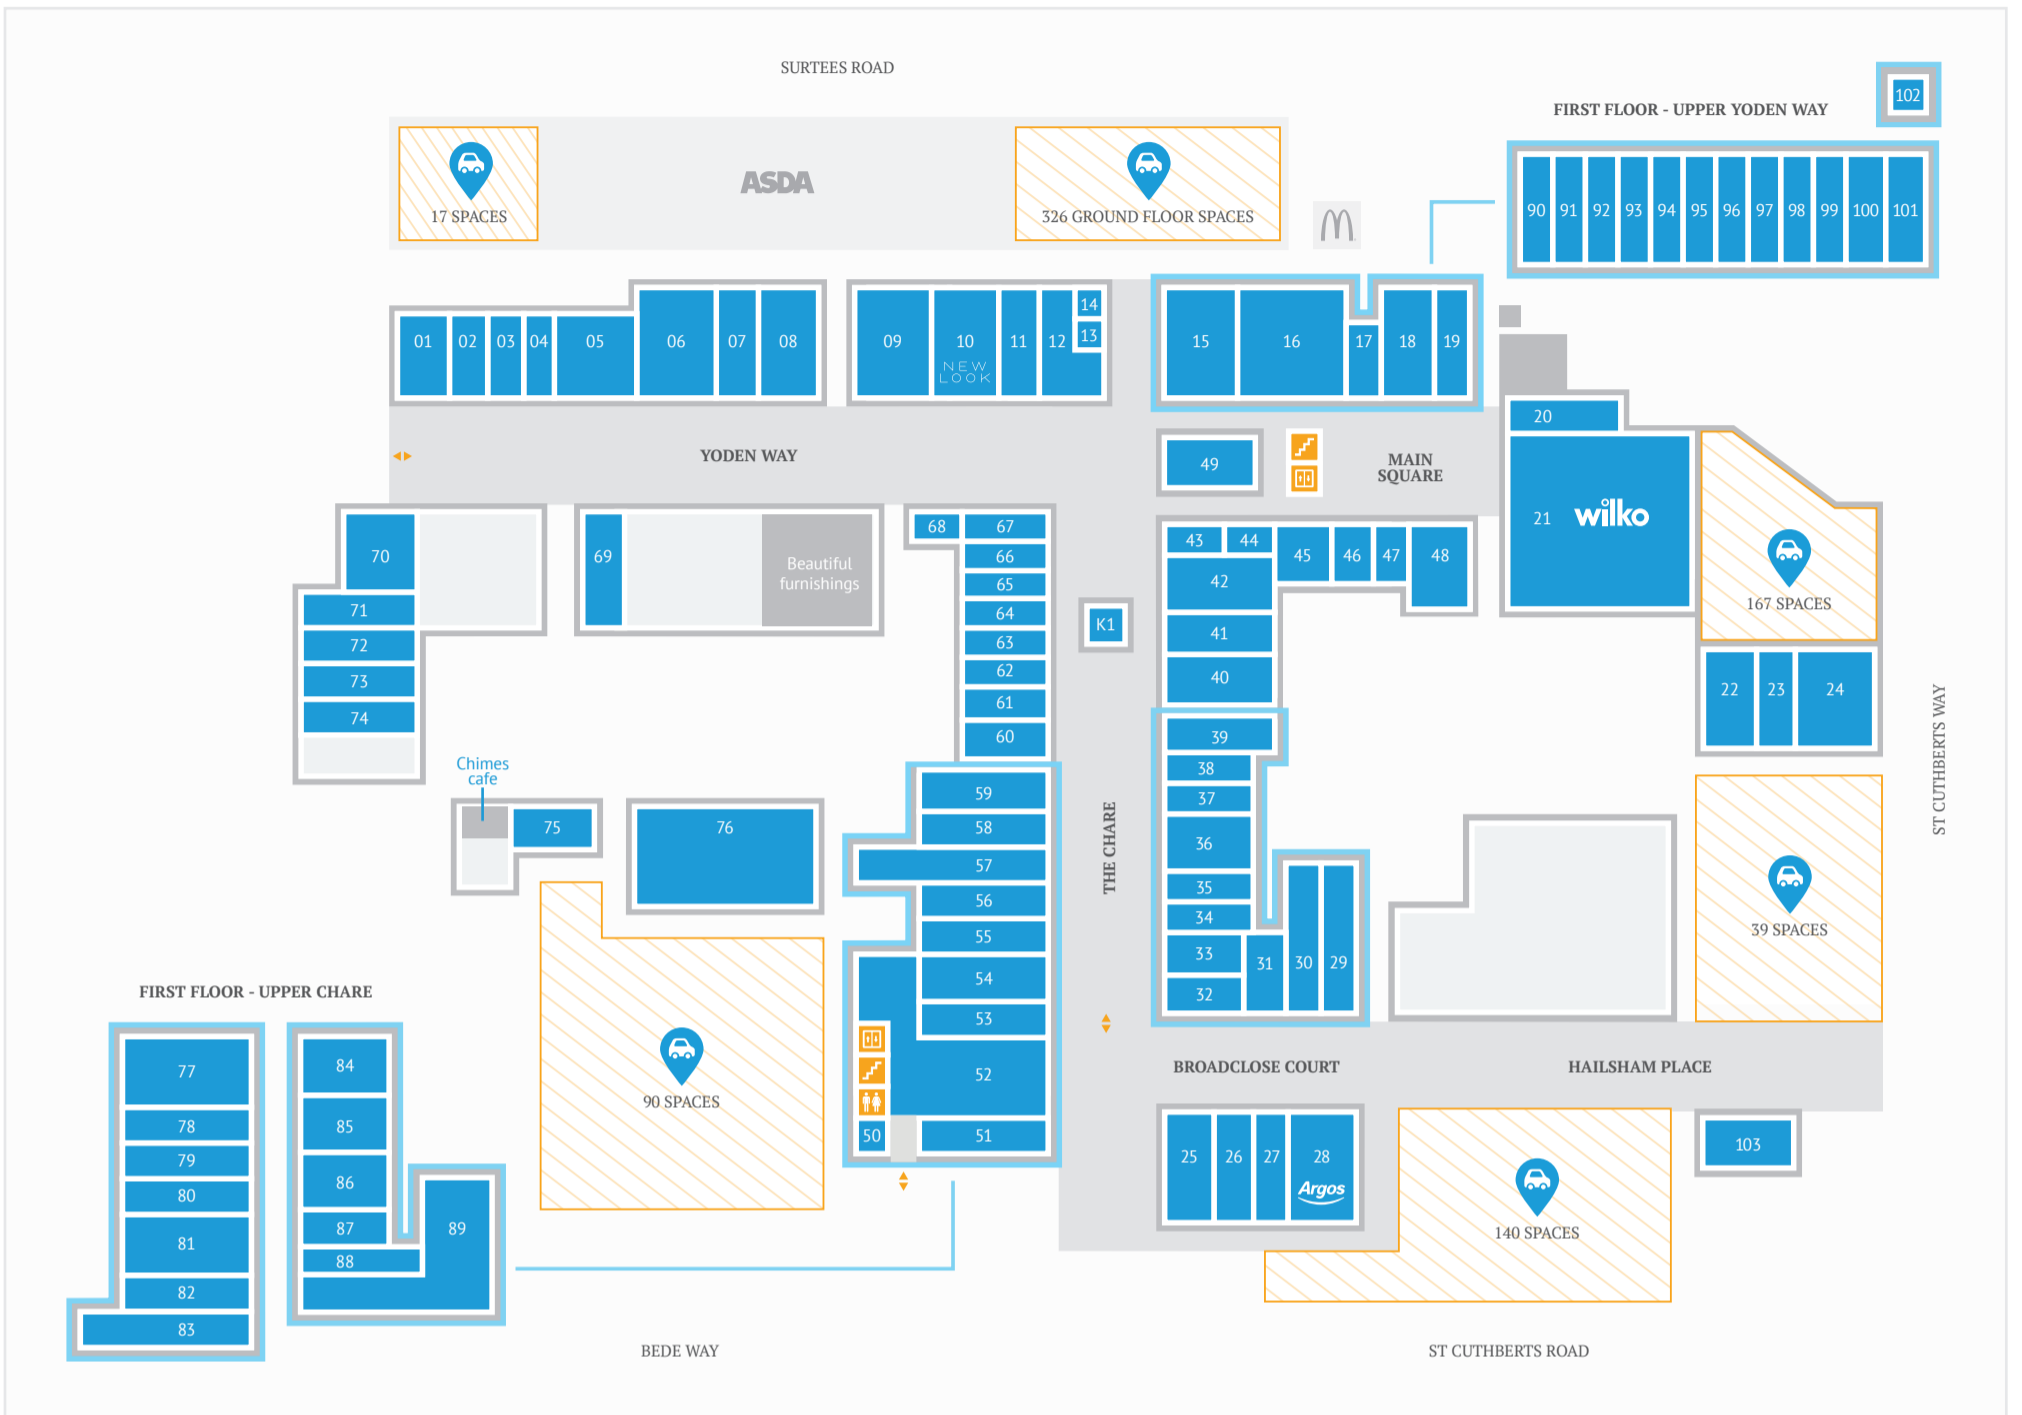 SURTEES ROAD
FIRST FLOOR - UPPER YODEN WAY
102
17 SPACES
ASDA
326 GROUND FLOOR SPACES
90 91 92 93 94 95 96 97 98 99 100 101
01 02 03 04 05 06 07 08
09 10 11 12 13 14
NEW
LOOK
15 16 17 18 19
20
21 wilko
YODEN WAY
49
MAIN
SQUARE
167 SPACES
70
71
72
73
74
69
Beautiful
furnishings
68 67
66
65
64
63
62
61
60
K1
43 44 45 46 47 48
42
41
40
22 23 24
ST CUTHBERTS WAY
Chimes
cafe
75
76
59
58
57
56
55
54
53
52
50 51
THE CHARE
39
38
37
36
35
34
33
32
31 30 29
39 SPACES
90 SPACES
FIRST FLOOR - UPPER CHARE
77
78
79
80
81
82
83
84
85
86
87
88
89
BROADCLOSE COURT
HAILSHAM PLACE
25 26 27 28
Argos
103
140 SPACES
BEDE WAY
ST CUTHBERTS ROAD